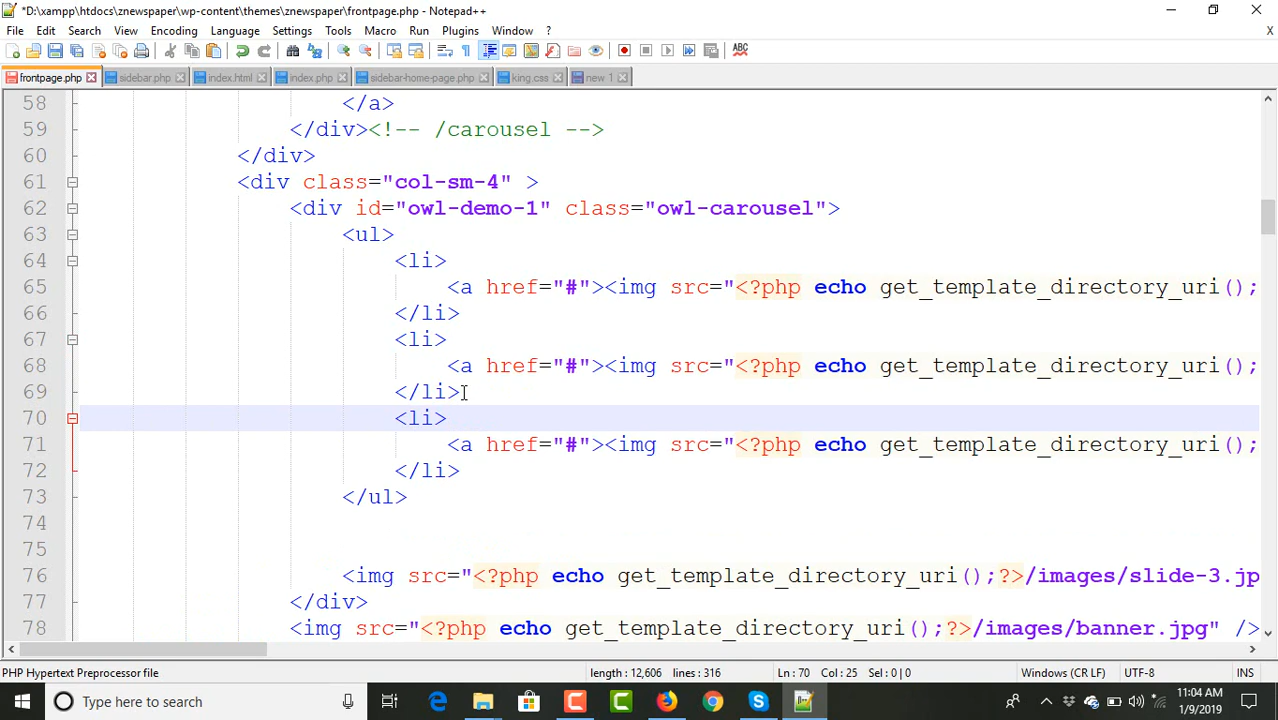 *D:\xampp\htdocs\znewspaper\wp-content\themes\znewspaper\frontpage.php - Notepad++
File Edit Search View Encoding Language Settings Tools Macro Run Plugins Window ? X
frontpage.php sidebar.php index.html index.php sidebar-home-page.php king.css new 1
58 </a>
59 </div><!-- /carousel -->
60 </div>
61 <div class="col-sm-4" >
62 <div id="owl-demo-1" class="owl-carousel">
63 <ul>
64 <li>
65 <a href="#"><img src="<?php echo get_template_directory_uri();
66 </li>
67 <li>
68 <a href="#"><img src="<?php echo get_template_directory_uri();
69 </li>
70 <li>
71 <a href="#"><img src="<?php echo get_template_directory_uri();
72 </li>
73 </ul>
74
75
76 <img src="<?php echo get_template_directory_uri();?>/images/slide-3.jp
77 </div>
78 <img src="<?php echo get_template_directory_uri();?>/images/banner.jpg" />
PHP Hypertext Preprocessor file length : 12,606 lines : 316 Ln : 70 Col : 25 Sel : 0 | 0 Windows (CR LF) UTF-8 INS
Type here to search 11:04 AM
1/9/2019